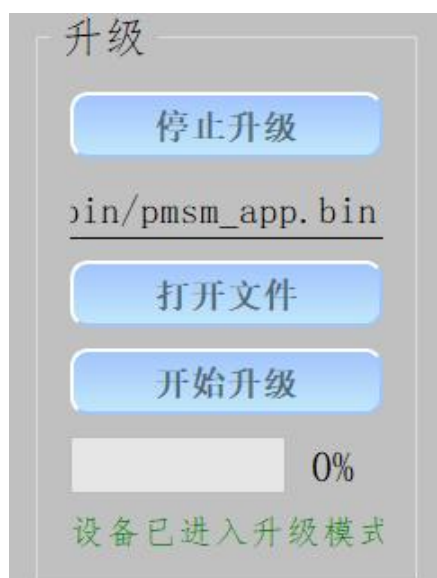 升级
停止升级
bin/pmsm_app.bin
打开文件
开始升级
0%
设备已进入升级模式